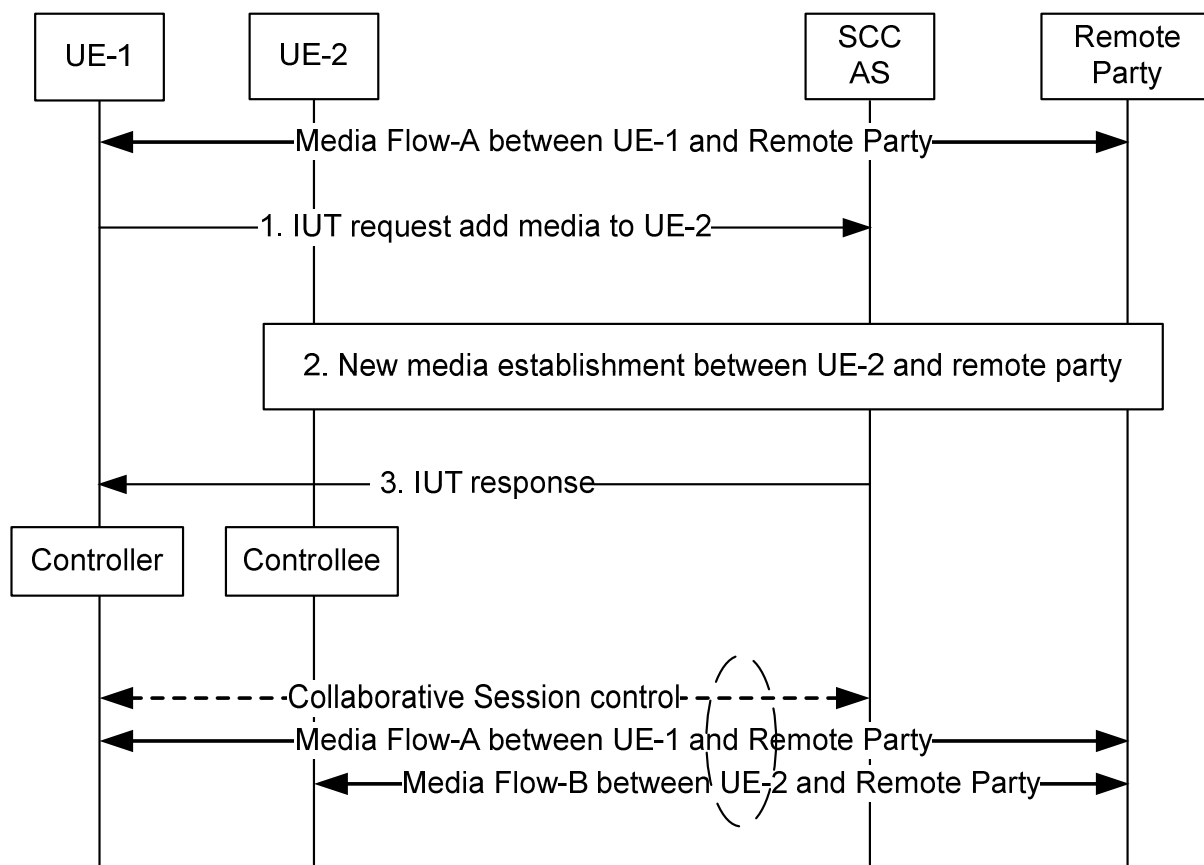 UE-1
UE-2
SCC
AS
Remote
Party
Media Flow-A between UE-1 and Remote Party
1. IUT request add media to UE-2
2. New media establishment between UE-2 and remote party
3. IUT response
Controller
Controllee
Collaborative Session control
Media Flow-A between UE-1 and Remote Party
Media Flow-B between UE-2 and Remote Party